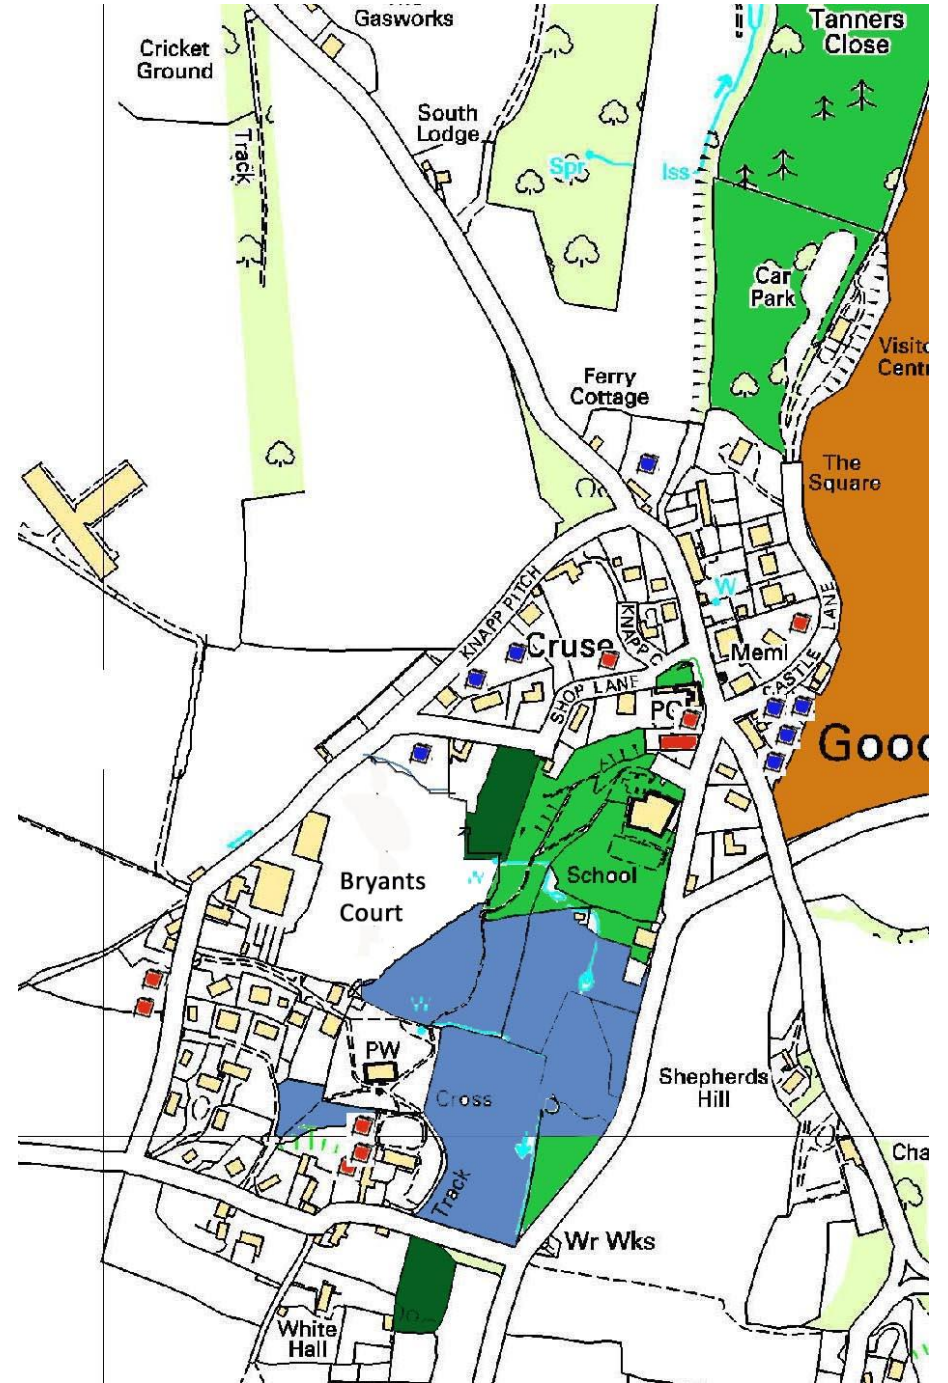 Gasworks
Tanners
Close
Cricket
Ground
South
Lodge
Track
Spr
Iss
Car
Park
Visito
Centr
Ferry
Cottage
The
Square
KNAPP PITCH
W
KNAPP C
Cruse
Meml
CASTLE LANE
SHOP LANE
PC
Good
Bryants
Court
School
W
W
PW
Cross
Shepherds
Hill
Cha
Track
Wr Wks
White
Hall